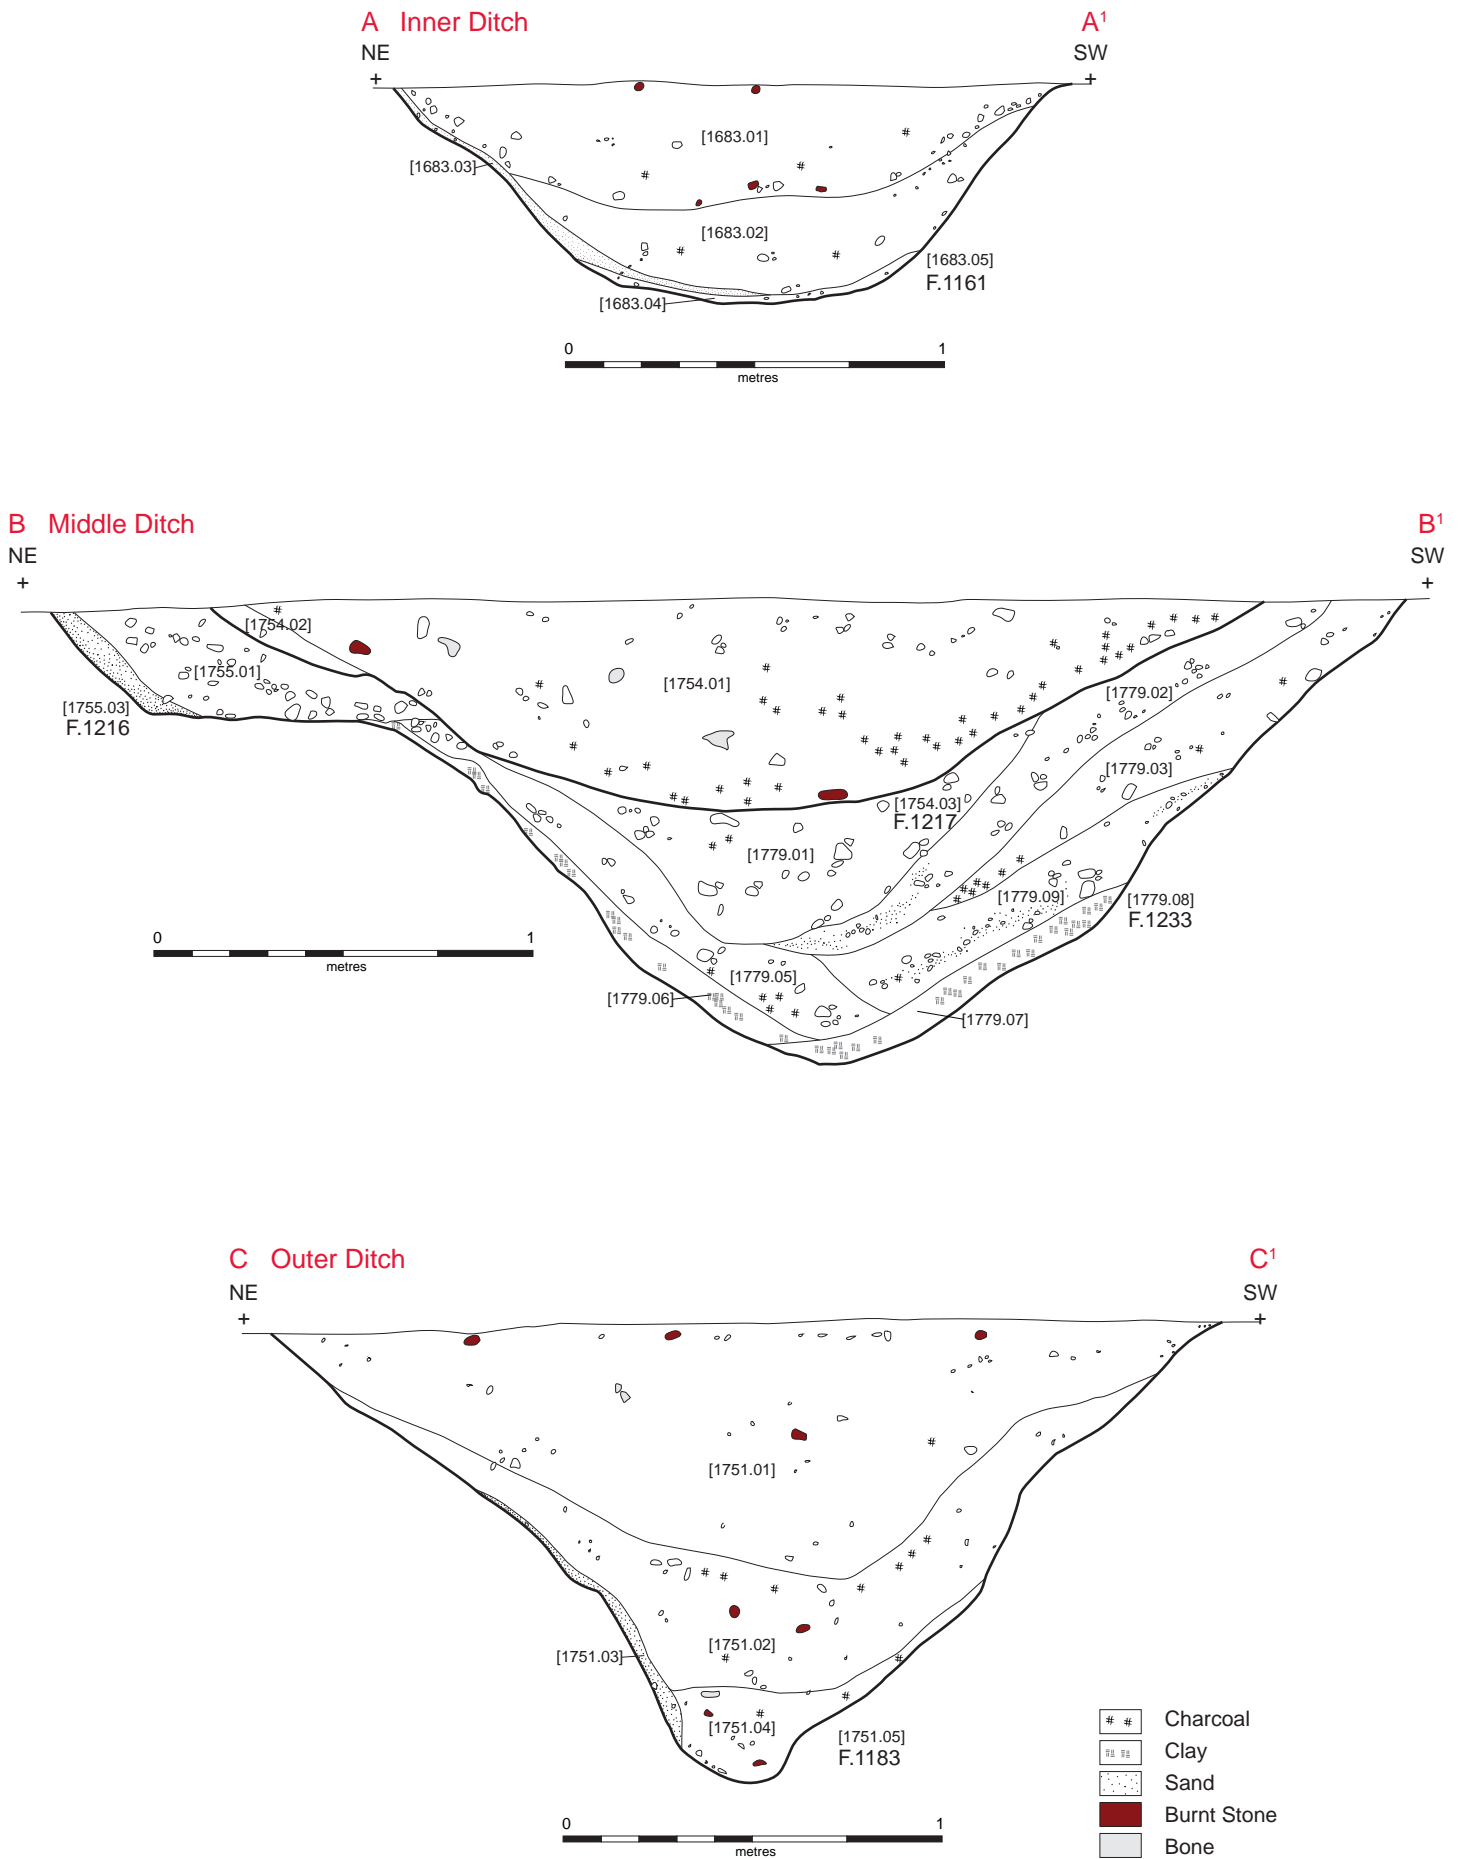 A Inner Ditch A¹
NE SW
[1683.01]
[1683.03]
[1683.02]
[1683.05]
F.1161
[1683.04]
0 1
metres
B Middle Ditch B¹
NE SW
[1754.02]
[1755.01]
[1754.01]
[1779.02]
[1755.03]
F.1216
[1779.03]
[1754.03]
F.1217
[1779.01]
[1779.09]
[1779.08]
F.1233
0 1
metres
[1779.05]
[1779.06]
[1779.07]
C Outer Ditch C¹
NE SW
[1751.01]
[1751.02]
[1751.03]
[1751.04]
[1751.05]
F.1183
0 1
metres
Charcoal
Clay
Sand
Burnt Stone
Bone